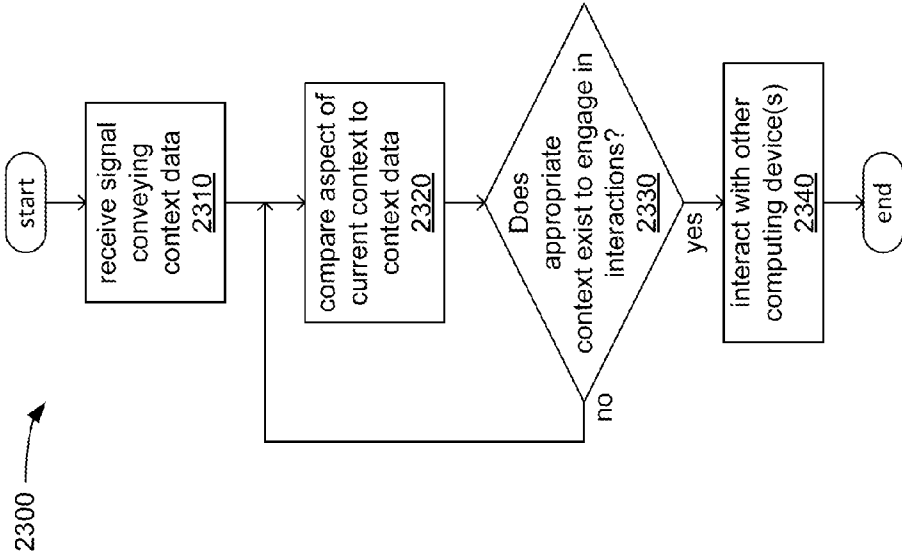 2300
start
receive signal
conveying
context data
2310
compare aspect of
current context to
context data
2320
Does
appropriate
context exist to engage in
interactions?
2330
no
yes
interact with other
computing device(s)
2340
end